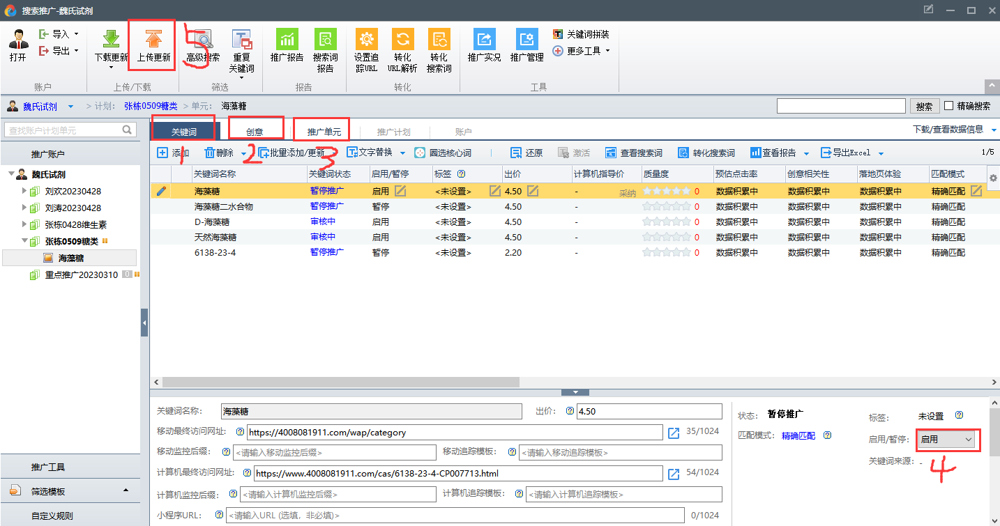 搜索推广-魏氏试剂
打开
导入
导出
账户
下载更新
上传更新
上传/下载
5
高级搜索
重复
关键词
筛选
推广报告
搜索词
报告
报告
设置追
踪URL
转化
URL解析
转化
搜索词
转化
推广实况
推广管理
关键词拼装
更多工具
工具
魏氏试剂 > 计划: 张栋0509糖类 > 单元: 海藻糖
搜索 精确搜索
查找账户计划单元
推广账户
魏氏试剂
刘欢20230428
刘涛20230428
张栋0428维生素
张栋0509糖类
海藻糖
重点推广20230310 0
推广工具
筛选模板
自定义规则
关键词 创意 推广单元 推广计划 账户 下载/查看数据信息
1 2 3
添加 删除 批量添加/更新 文字替换 圈选核心词 还原 激活 查看搜索词 转化搜索词 查看报告 导出Excel 1/5
关键词名称 关键词状态 启用/暂停 标签 出价 计算机指导价 质量度 预估点击率 创意相关性 落地页体验 匹配模式
海藻糖 暂停推广 启用 <未设置> 4.50 - 采纳 0 数据积累中 数据积累中 数据积累中 精确匹配
海藻糖二水合物 暂停推广 暂停 <未设置> 4.50 - 0 数据积累中 数据积累中 数据积累中 精确匹配
D-海藻糖 审核中 启用 <未设置> 4.50 - 0 数据积累中 数据积累中 数据积累中 精确匹配
天然海藻糖 审核中 启用 <未设置> 4.50 - 0 数据积累中 数据积累中 数据积累中 精确匹配
6138-23-4 暂停推广 暂停 <未设置> 2.20 - 0 数据积累中 数据积累中 数据积累中 精确匹配
关键词名称: 海藻糖 出价: 4.50
移动最终访问网址: https://4008081911.com/wap/category 35/1024
移动监控后缀: <请输入移动监控后缀> 移动追踪模板: <请输入移动追踪模板>
计算机最终访问网址: https://www.4008081911.com/cas/6138-23-4-CP007713.html 54/1024
计算机监控后缀: <请输入计算机监控后缀> 计算机追踪模板: <请输入计算机追踪模板>
小程序URL: <请输入URL (选填，非必填)> 0/1024
状态: 暂停推广
匹配模式: 精确匹配
标签: 未设置
启用/暂停: 启用
关键词来源: -
4